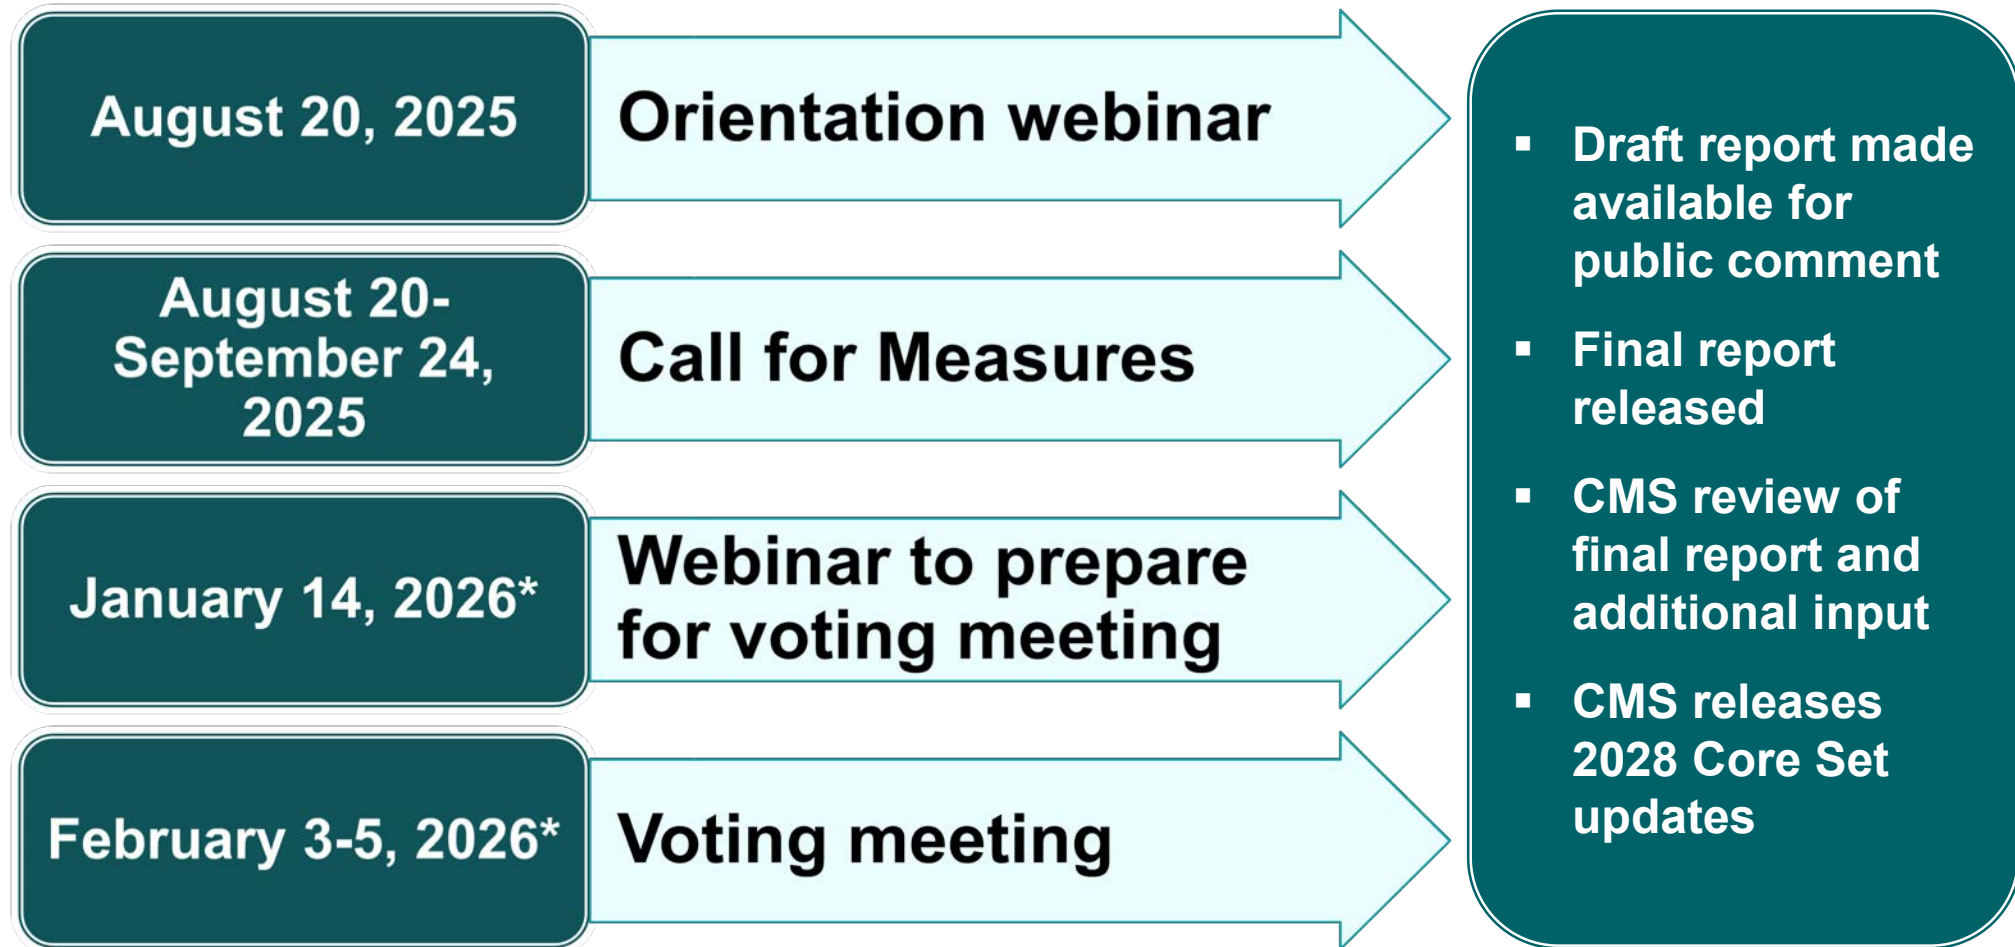 August 20, 2025
Orientation webinar
August 20-
September 24,
2025
Call for Measures
January 14, 2026*
Webinar to prepare
for voting meeting
February 3-5, 2026*
Voting meeting
▪ Draft report made
available for
public comment
▪ Final report
released
▪ CMS review of
final report and
additional input
▪ CMS releases
2028 Core Set
updates